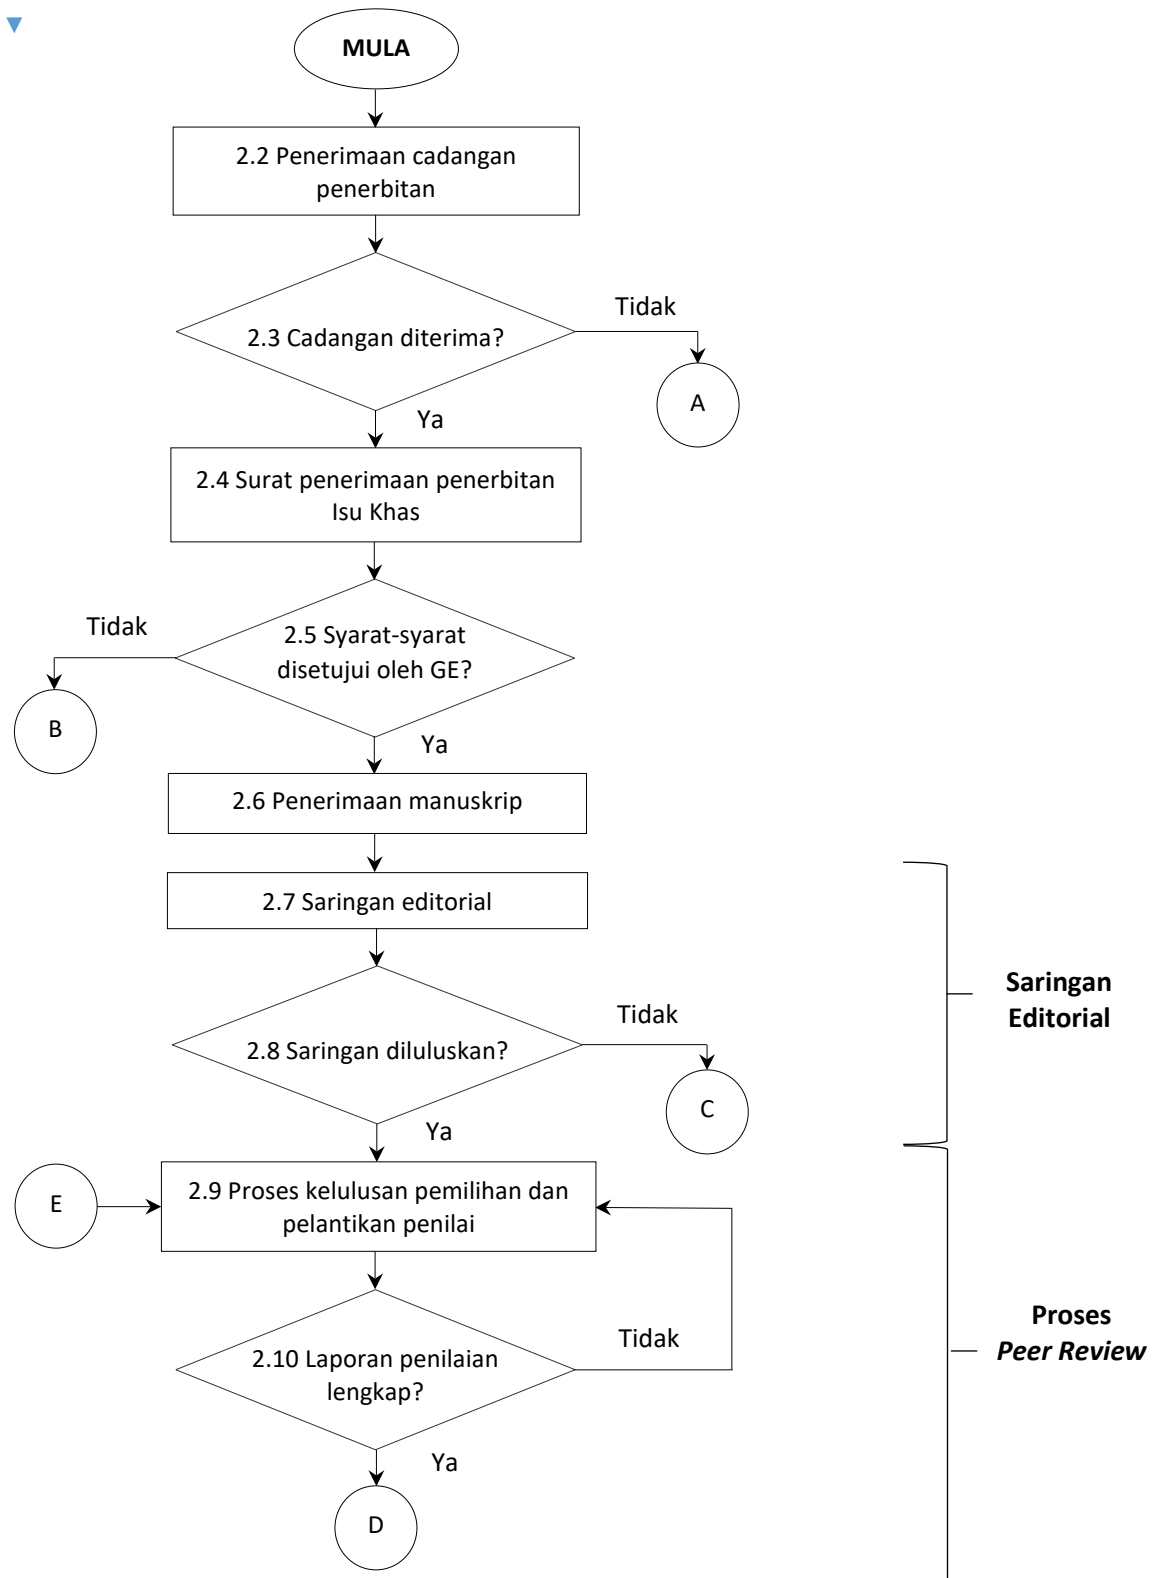 MULA
2.2 Penerimaan cadangan
penerbitan
2.3 Cadangan diterima?
Tidak
A
Ya
2.4 Surat penerimaan penerbitan
Isu Khas
Tidak
2.5 Syarat-syarat
disetujui oleh GE?
B
Ya
2.6 Penerimaan manuskrip
2.7 Saringan editorial
Saringan
Editorial
2.8 Saringan diluluskan?
Tidak
C
Ya
E
2.9 Proses kelulusan pemilihan dan
pelantikan penilai
2.10 Laporan penilaian
lengkap?
Tidak
Proses
Peer Review
Ya
D